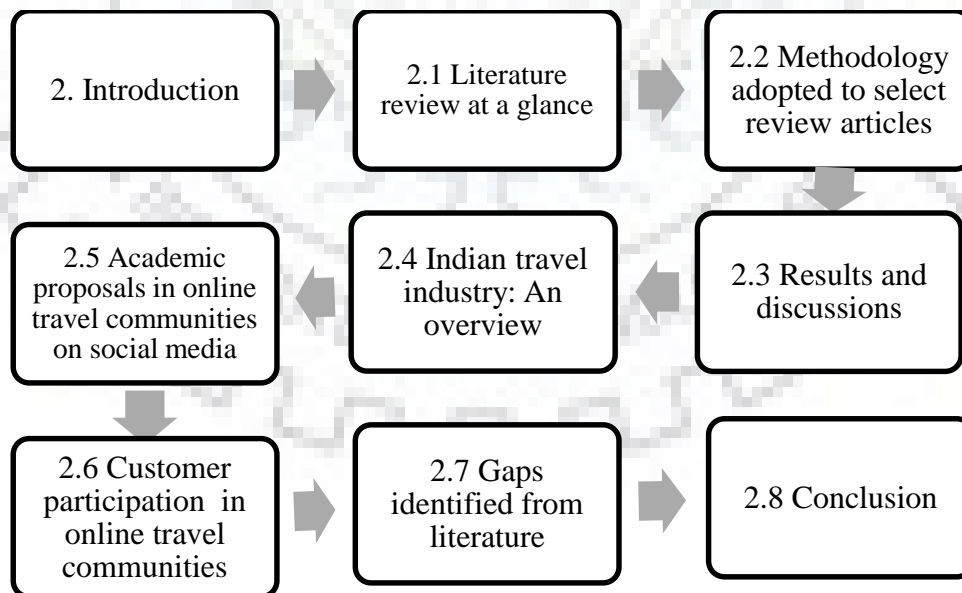 2. Introduction
2.1 Literature
review at a glance
2.2 Methodology
adopted to select
review articles
2.3 Results and
discussions
2.4 Indian travel
industry: An
overview
2.5 Academic
proposals in online
travel communities
on social media
2.6 Customer
participation in
online travel
communities
2.7 Gaps
identified from
literature
2.8 Conclusion